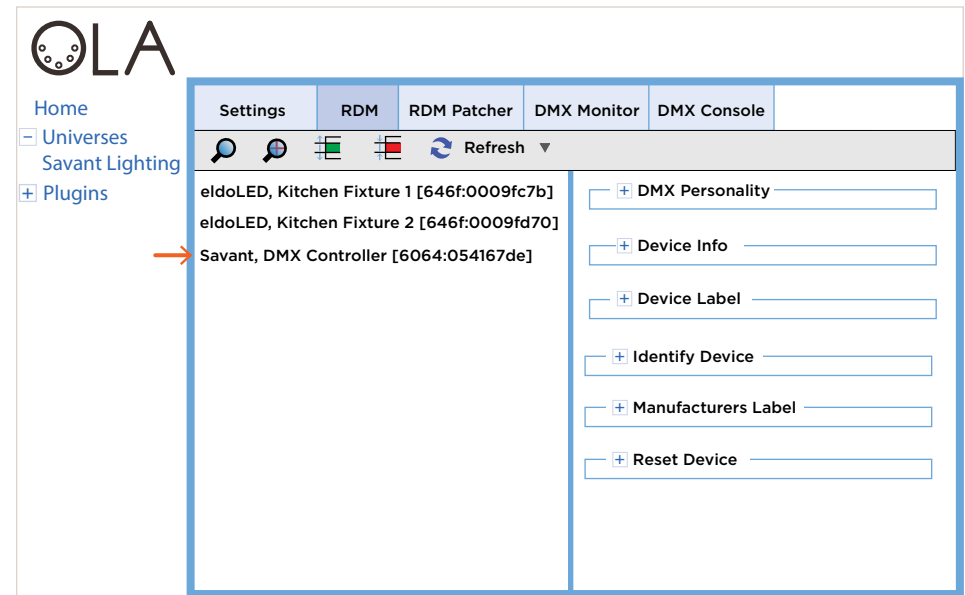 OLA
Home
Universes
Savant Lighting
Plugins
Settings RDM RDM Patcher DMX Monitor DMX Console
Refresh
eldoLED, Kitchen Fixture 1 [646f:0009fc7b]
eldoLED, Kitchen Fixture 2 [646f:0009fd70]
Savant, DMX Controller [6064:054167de]
DMX Personality
Device Info
Device Label
Identify Device
Manufacturers Label
Reset Device